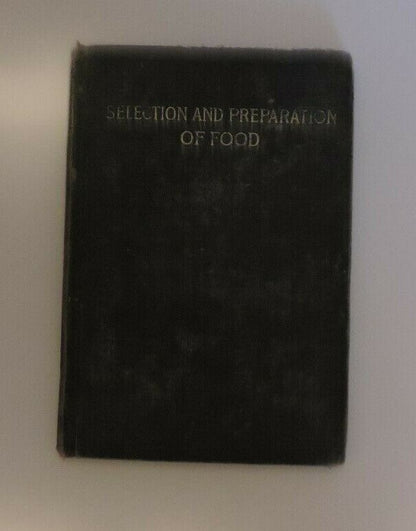 SELECTION AND PREPARATION
OF FOOD